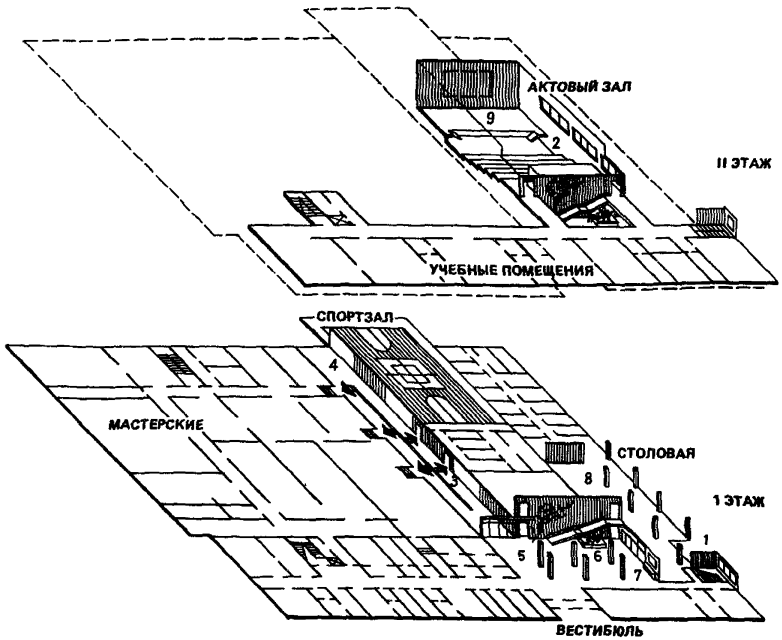 АКТОВЫЙ ЗАЛ
9
2
II ЭТАЖ
УЧЕБНЫЕ ПОМЕЩЕНИЯ
СПОРТЗАЛ
4
МАСТЕРСКИЕ
СТОЛОВАЯ
3
8
1 ЭТАЖ
1
5
6
7
ВЕСТИБЮЛЬ